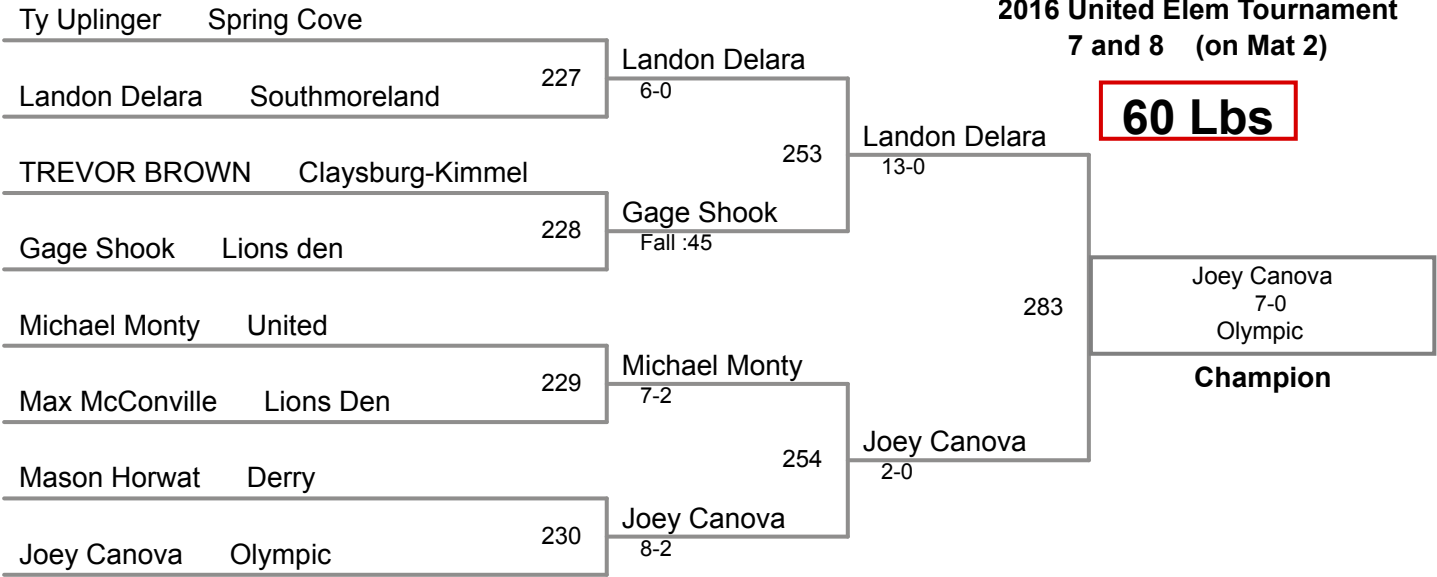 2016 United Elem Tournament
7 and 8 (on Mat 2)
60 Lbs
Ty Uplinger Spring Cove
227
Landon Delara Southmoreland
Landon Delara
6-0
253
TREVOR BROWN Claysburg-Kimmel
228
Gage Shook Lions den
Gage Shook
Fall :45
Landon Delara
13-0
283
Michael Monty United
229
Max McConville Lions Den
Michael Monty
7-2
254
Mason Horwat Derry
230
Joey Canova Olympic
Joey Canova
8-2
Joey Canova
2-0
Joey Canova
7-0
Olympic
Champion